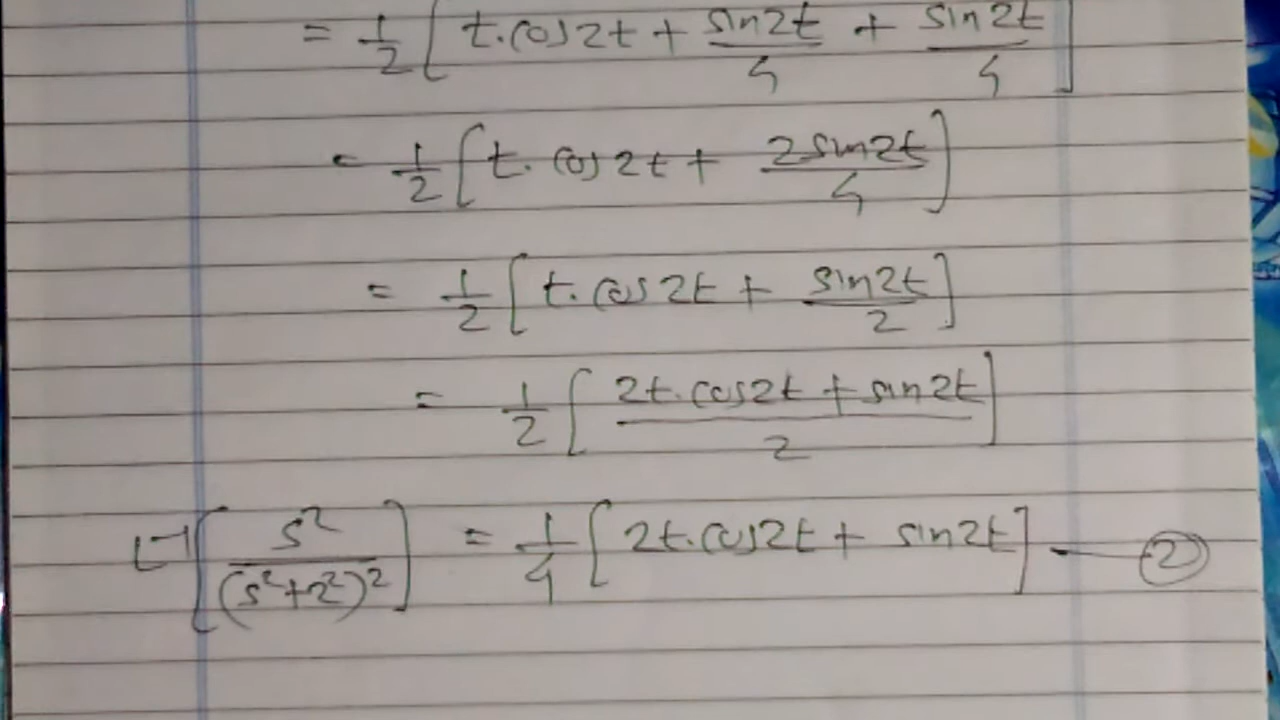 = 1/2 [ t.cos2t + sin2t/4 + sin2t/4 ]
= 1/2 [ t. cos2t + 2sin2t/4 ]
= 1/2 [ t. cos2t + sin2t/2 ]
= 1/2 [ 2t.cos2t + sin2t/2 ]
L⁻¹[ s²/(s²+2²)² ] = 1/4 [ 2t.cos2t + sin2t ] — ②